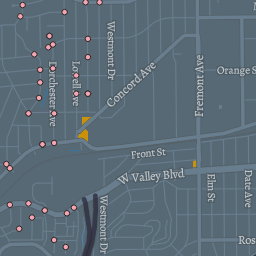 Westmont Dr
Dorchester Ave
Lowell Ave
Concord Ave
Fremont Ave
Orange S
Front St
W Valley Blvd
Westmont Dr
Elm St
Date Ave
Ros